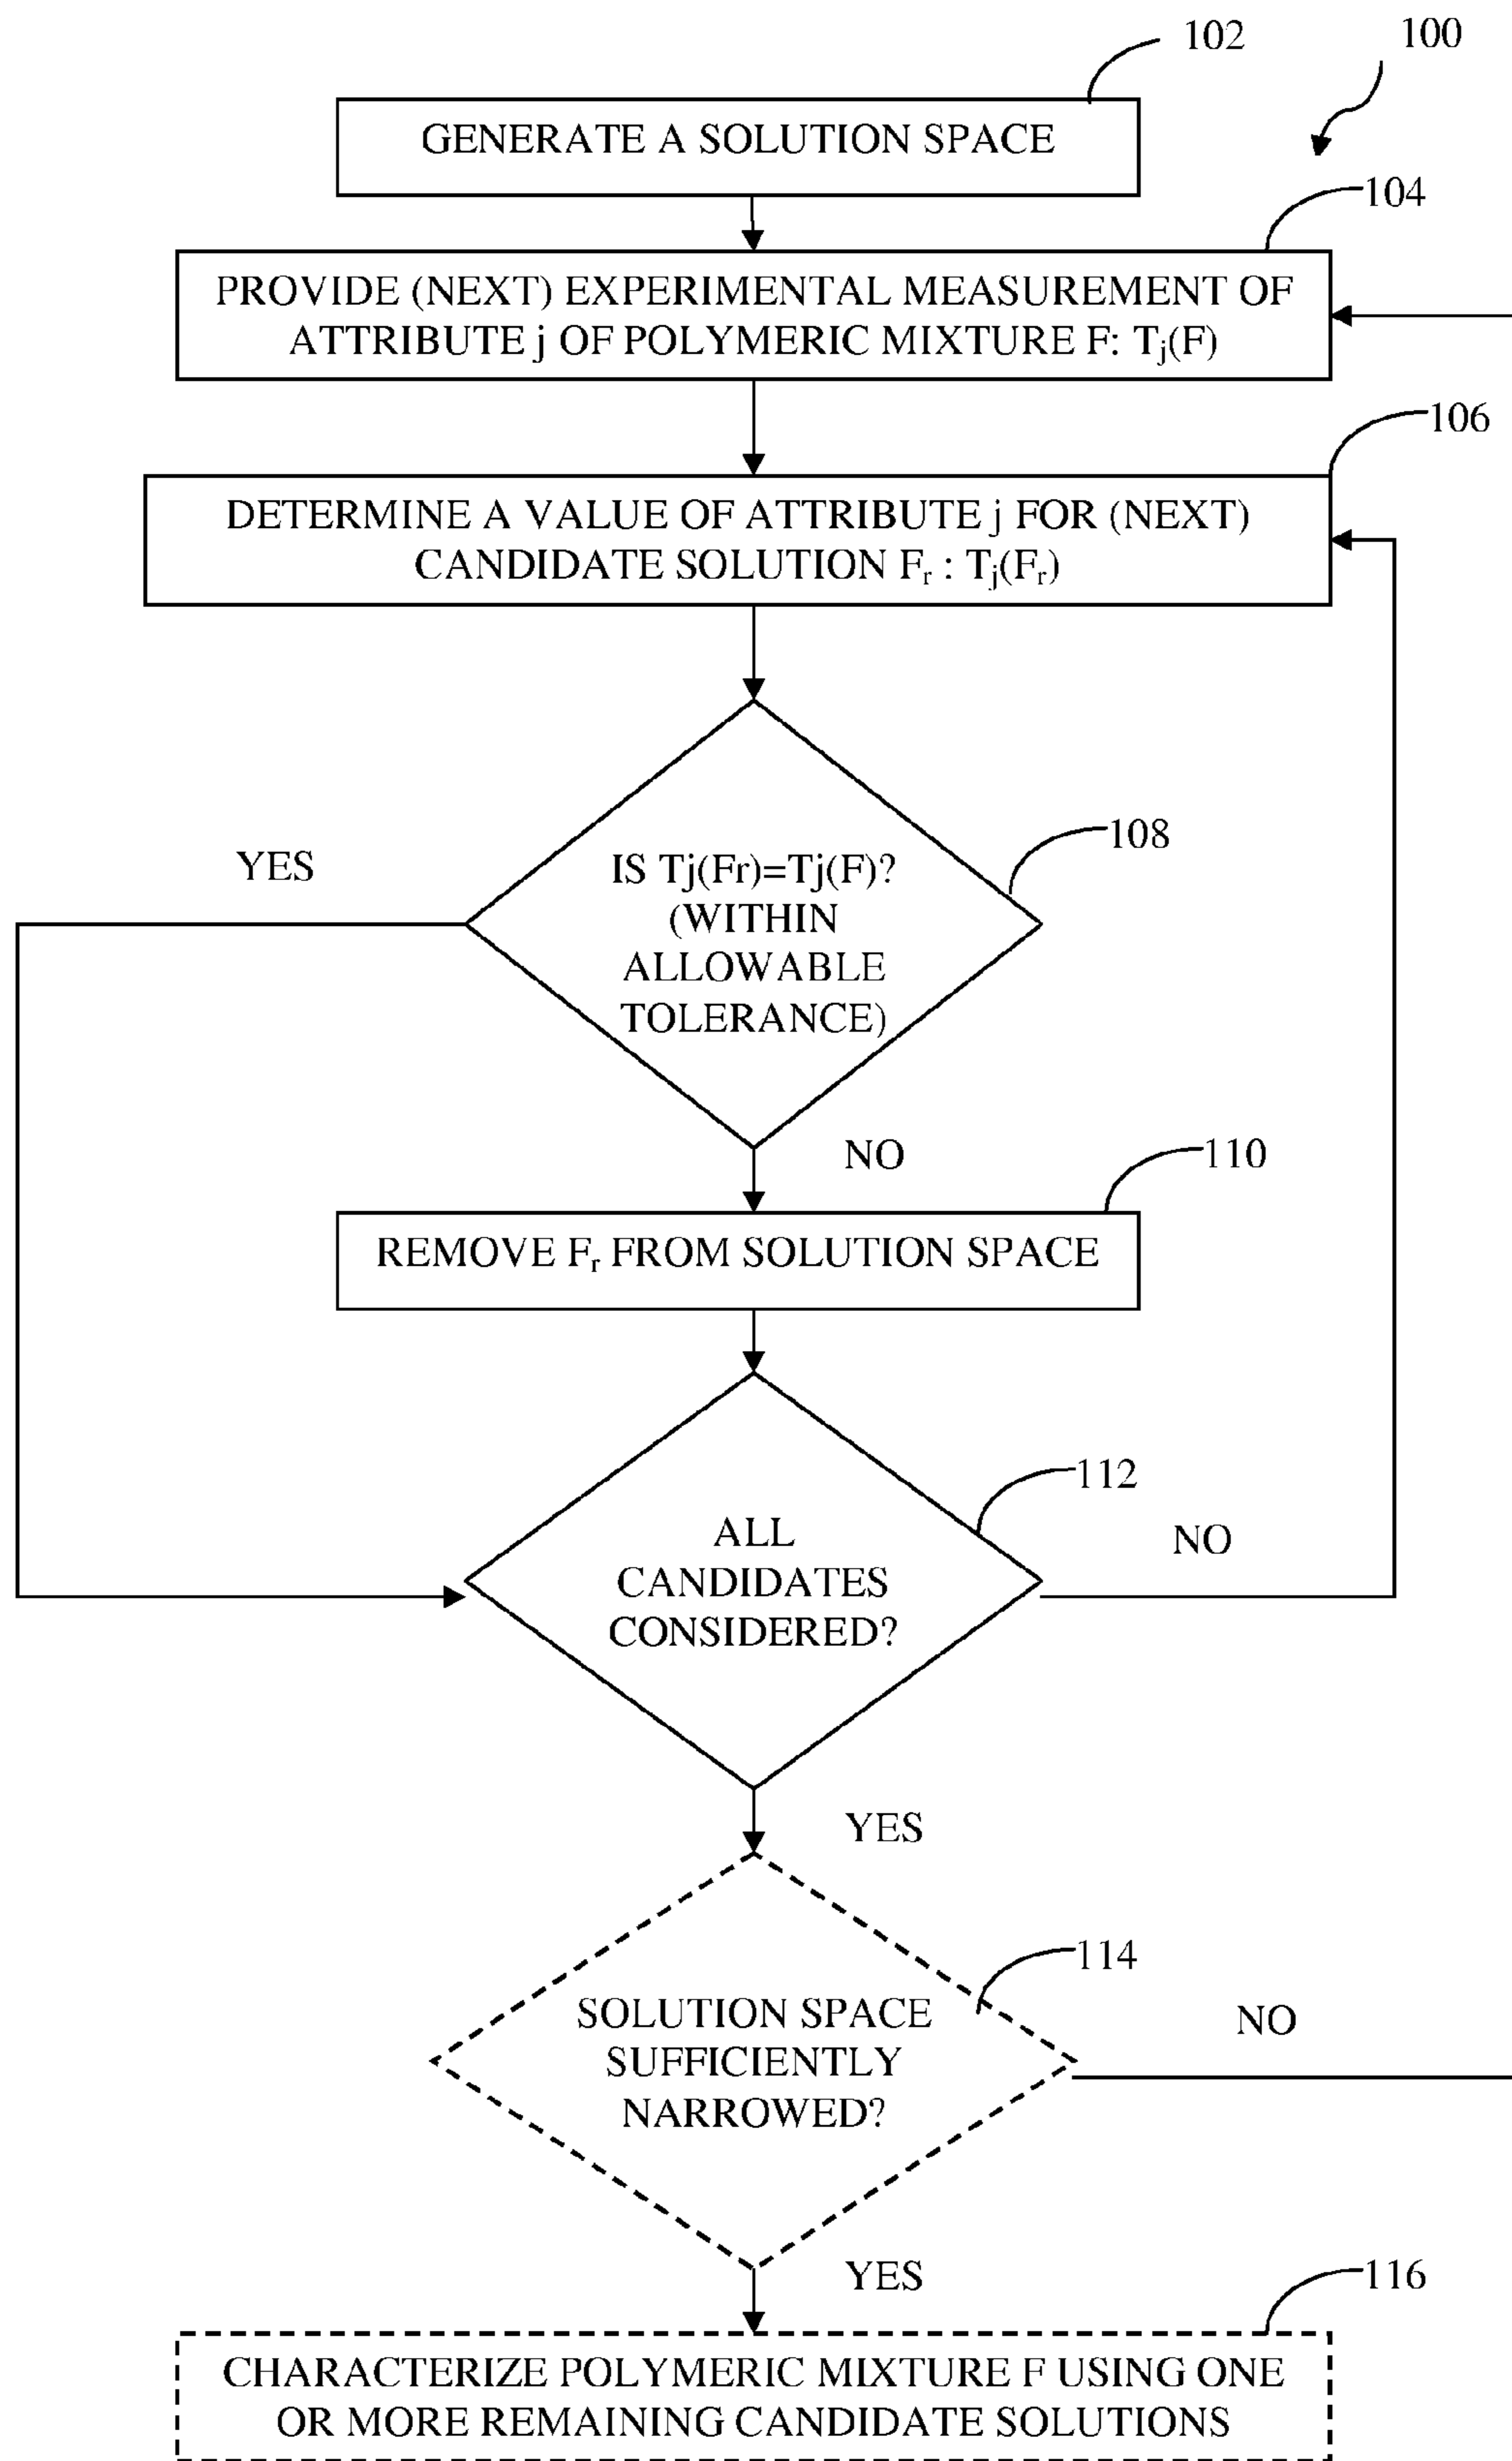 102
100
GENERATE A SOLUTION SPACE
104
PROVIDE (NEXT) EXPERIMENTAL MEASUREMENT OF
ATTRIBUTE j OF POLYMERIC MIXTURE F: Tj(F)
106
DETERMINE A VALUE OF ATTRIBUTE j FOR (NEXT)
CANDIDATE SOLUTION Fr : Tj(Fr)
108
YES
IS Tj(Fr)=Tj(F)?
(WITHIN
ALLOWABLE
TOLERANCE)
NO
110
REMOVE Fr FROM SOLUTION SPACE
112
ALL
CANDIDATES
CONSIDERED?
NO
YES
114
SOLUTION SPACE
SUFFICIENTLY
NARROWED?
NO
YES
116
CHARACTERIZE POLYMERIC MIXTURE F USING ONE
OR MORE REMAINING CANDIDATE SOLUTIONS